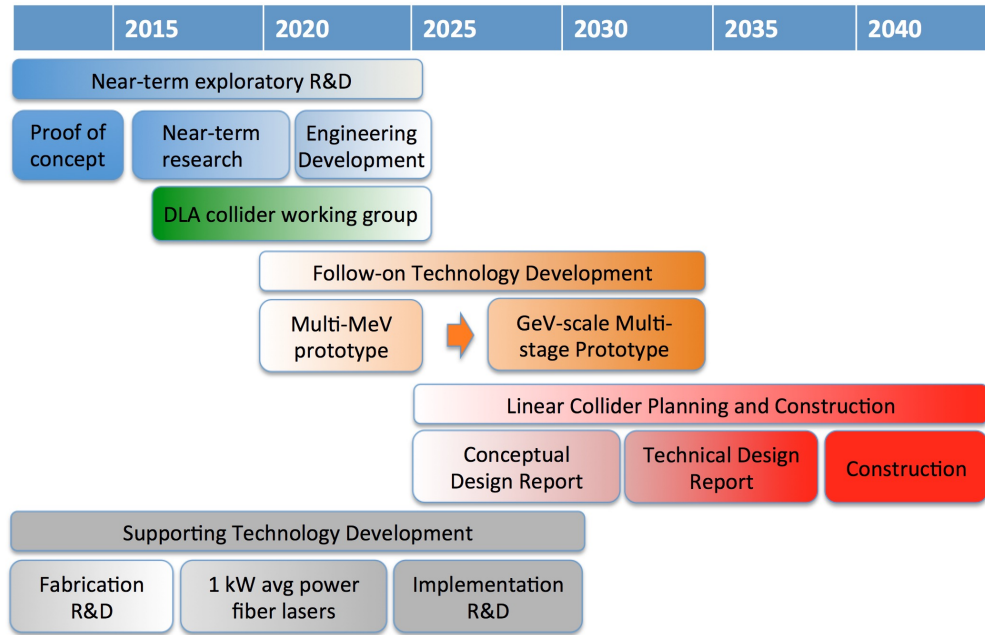 2015 2020 2025 2030 2035 2040
Near-term exploratory R&D
Proof of
concept
Near-term
research
Engineering
Development
DLA collider working group
Follow-on Technology Development
Multi-MeV
prototype
GeV-scale Multi-
stage Prototype
Linear Collider Planning and Construction
Conceptual
Design Report
Technical Design
Report
Construction
Supporting Technology Development
Fabrication
R&D
1 kW avg power
fiber lasers
Implementation
R&D